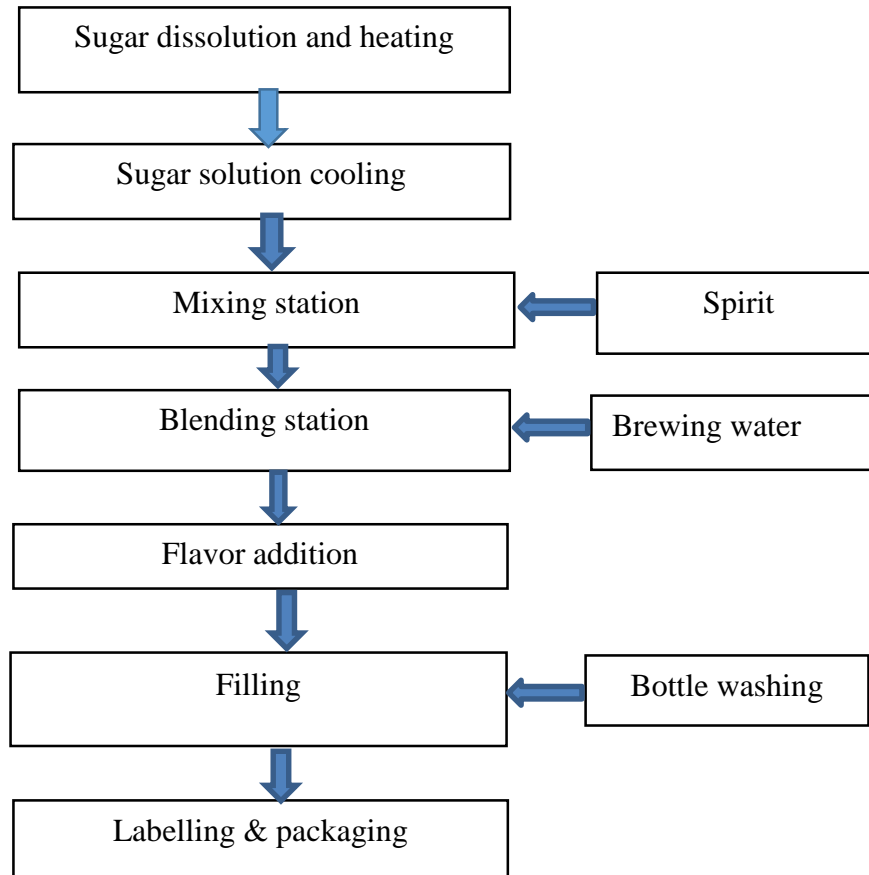 Sugar dissolution and heating
Sugar solution cooling
Mixing station
Spirit
Blending station
Brewing water
Flavor addition
Filling
Bottle washing
Labelling & packaging